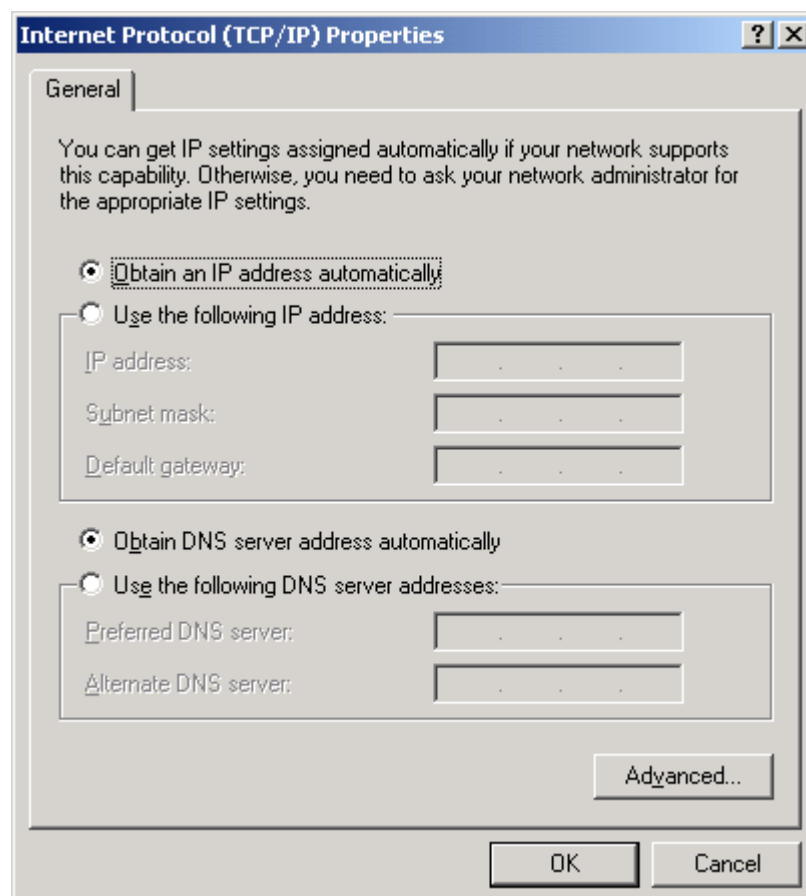 Internet Protocol (TCP/IP) Properties
General
You can get IP settings assigned automatically if your network supports
this capability. Otherwise, you need to ask your network administrator for
the appropriate IP settings.
Obtain an IP address automatically
Use the following IP address:
IP address:
Subnet mask:
Default gateway:
Obtain DNS server address automatically
Use the following DNS server addresses:
Preferred DNS server:
Alternate DNS server:
Advanced...
OK Cancel